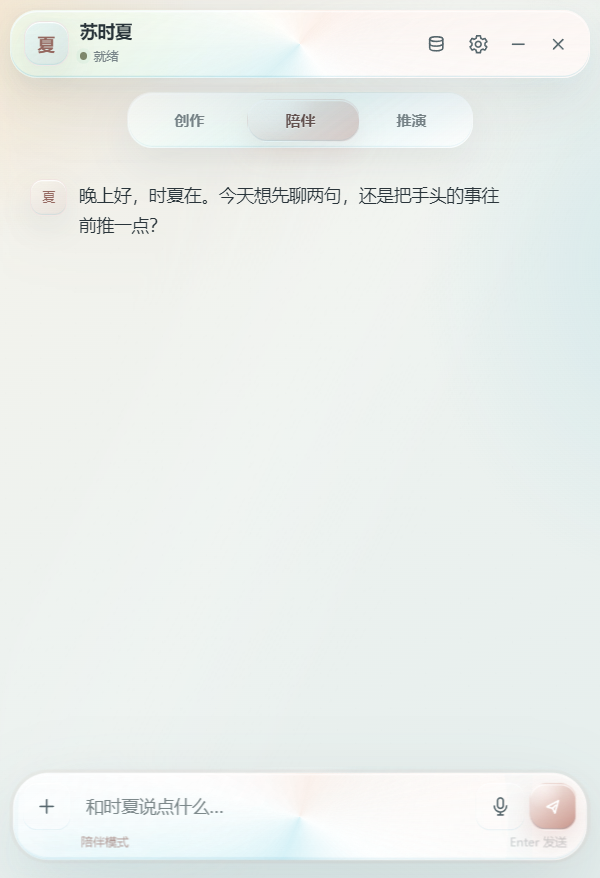 夏
苏时夏
就绪
创作
陪伴
推演
夏
晚上好，时夏在。今天想先聊两句，还是把手头的事往
前推一点？
和时夏说点什么...
陪伴模式
Enter 发送